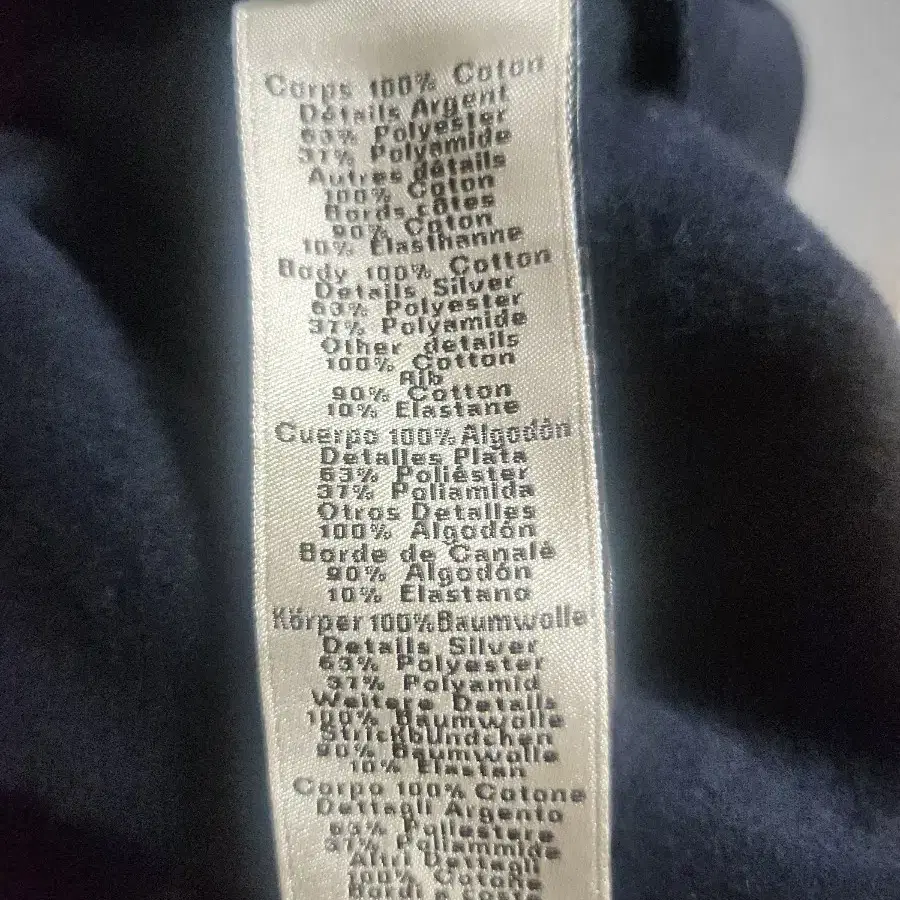 Corps 100% Coton
Détails Argent
63% Polyester
37% Polyamide
Autres détails
100% Coton
Bords côtes
90% Coton
10% Elasthanne
Body 100% Cotton
Details Silver
63% Polyester
37% Polyamide
Other details
100% Cotton
Rib
90% Cotton
10% Elastane
Cuerpo 100% Algodón
Detalles Plata
63% Poliéster
37% Poliamida
Otros Detalles
100% Algodón
Borde de Canalé
90% Algodón
10% Elastano
Körper 100% Baumwolle
Details Silver
63% Polyester
37% Polyamid
Weitere Details
100% Baumwolle
Strickbündchen
90% Baumwolle
10% Elastan
Corpo 100% Cotone
Dettagli Argento
63% Poliestere
37% Poliammide
Altri Dettagli
100% Cotone
Bordi a coste